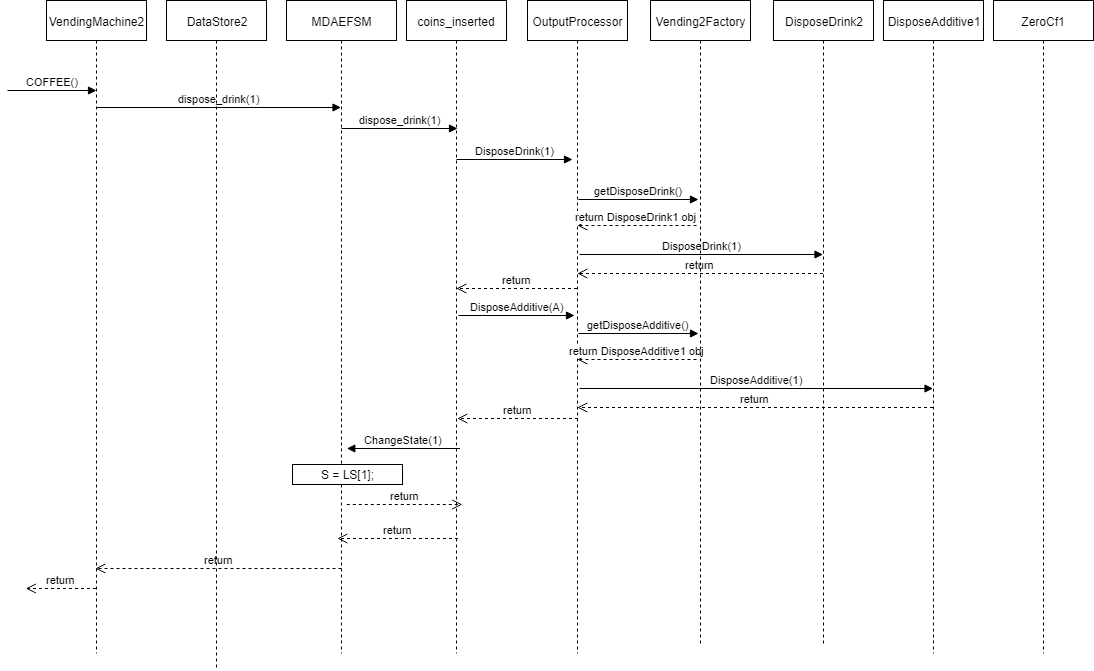 VendingMachine2
DataStore2
MDAEFSM
coins_inserted
OutputProcessor
Vending2Factory
DisposeDrink2
DisposeAdditive1
ZeroCf1
COFFEE()
dispose_drink(1)
dispose_drink(1)
DisposeDrink(1)
getDisposeDrink()
return DisposeDrink1 obj
DisposeDrink(1)
return
return
DisposeAdditive(A)
getDisposeAdditive()
return DisposeAdditive1 obj
DisposeAdditive(1)
return
return
ChangeState(1)
S = LS[1];
return
return
return
return